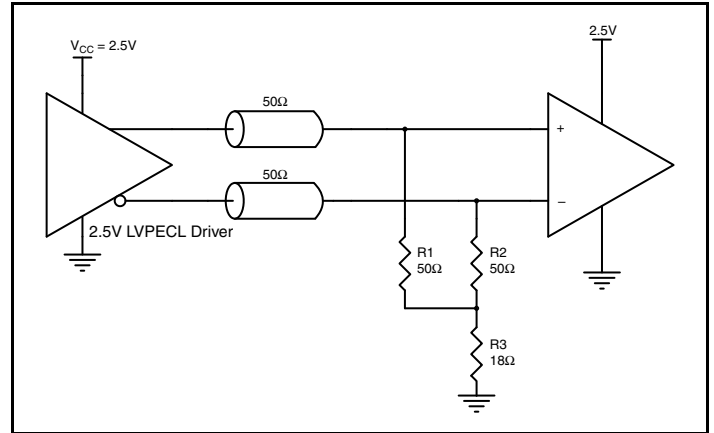 V_CC = 2.5V
2.5V
50Ω
50Ω
+
−
2.5V LVPECL Driver
R1
50Ω
R2
50Ω
R3
18Ω